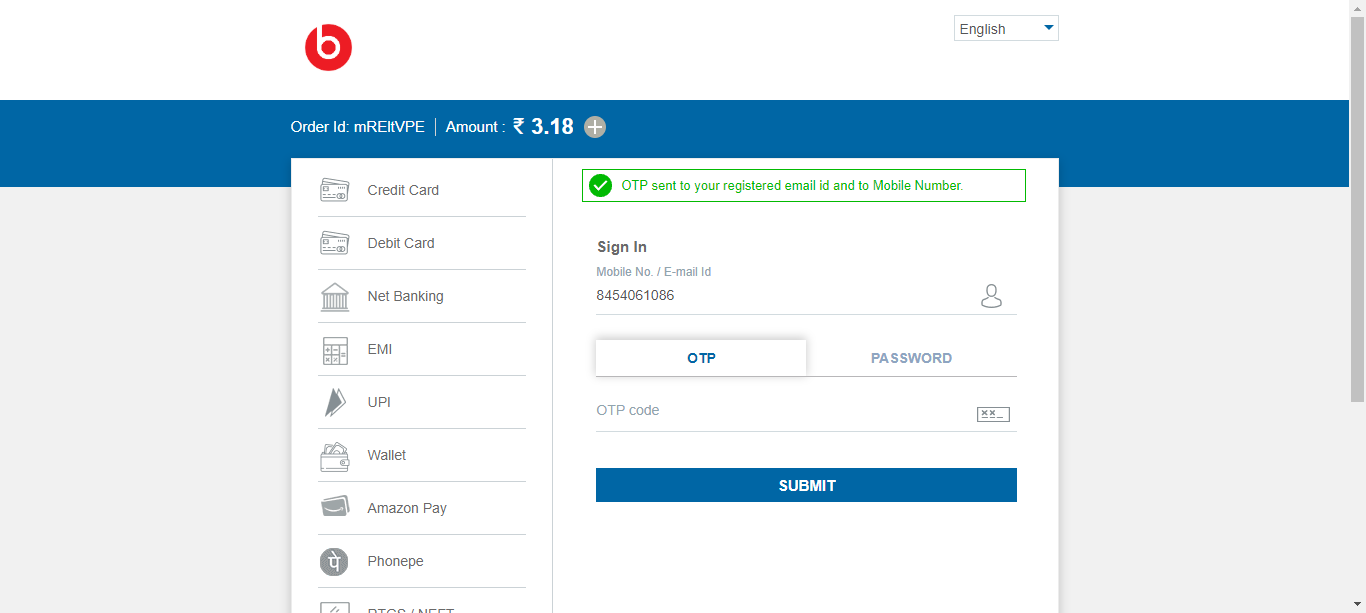 English
Order Id: mREItVPE | Amount : ₹ 3.18
Credit Card
Debit Card
Net Banking
EMI
UPI
Wallet
Amazon Pay
Phonepe
RTGS / NEFT
OTP sent to your registered email id and to Mobile Number.
Sign In
Mobile No. / E-mail Id
8454061086
OTP
PASSWORD
OTP code
SUBMIT